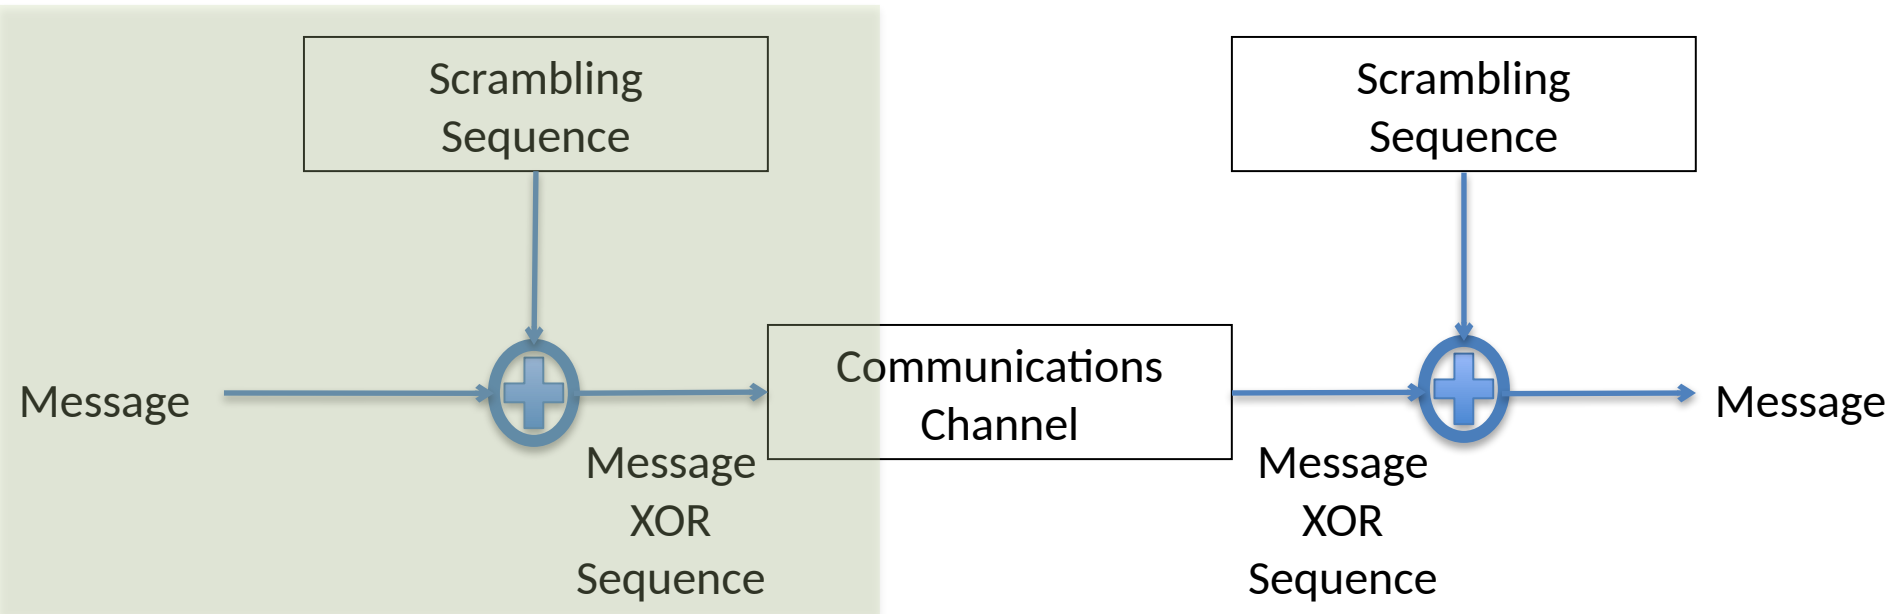 Scrambling
Sequence
Scrambling
Sequence
Message
Communications
Channel
Message
Message
XOR
Sequence
Message
XOR
Sequence